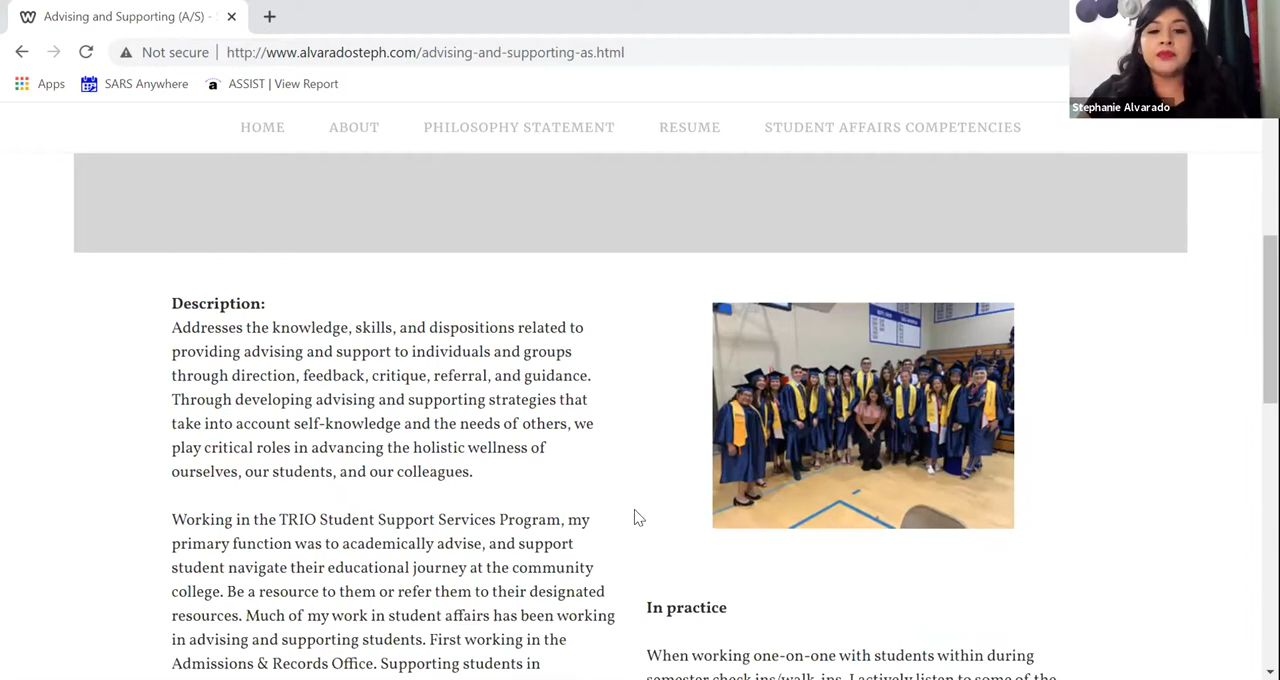 Advising and Supporting (A/S) -
Not secure
http://www.alvaradosteph.com/advising-and-supporting-as.html
Apps
SARS Anywhere
ASSIST | View Report
Stephanie Alvarado
HOME
ABOUT
PHILOSOPHY STATEMENT
RESUME
STUDENT AFFAIRS COMPETENCIES
Description:
Addresses the knowledge, skills, and dispositions related to
providing advising and support to individuals and groups
through direction, feedback, critique, referral, and guidance.
Through developing advising and supporting strategies that
take into account self-knowledge and the needs of others, we
play critical roles in advancing the holistic wellness of
ourselves, our students, and our colleagues.
Working in the TRIO Student Support Services Program, my
primary function was to academically advise, and support
student navigate their educational journey at the community
college. Be a resource to them or refer them to their designated
resources. Much of my work in student affairs has been working
in advising and supporting students. First working in the
Admissions & Records Office. Supporting students in
In practice
When working one-on-one with students within during
semester check ins/walk-ins, I actively listen to some of the